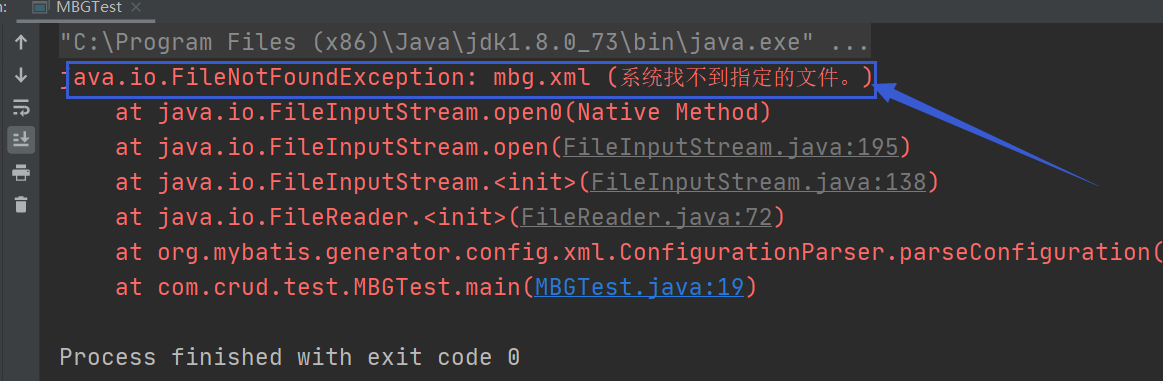 n:
MBGTest
"C:\Program Files (x86)\Java\jdk1.8.0_73\bin\java.exe" ...
java.io.FileNotFoundException: mbg.xml (系统找不到指定的文件。)
at java.io.FileInputStream.open0(Native Method)
at java.io.FileInputStream.open(FileInputStream.java:195)
at java.io.FileInputStream.<init>(FileInputStream.java:138)
at java.io.FileReader.<init>(FileReader.java:72)
at org.mybatis.generator.config.xml.ConfigurationParser.parseConfiguration(
at com.crud.test.MBGTest.main(MBGTest.java:19)
Process finished with exit code 0